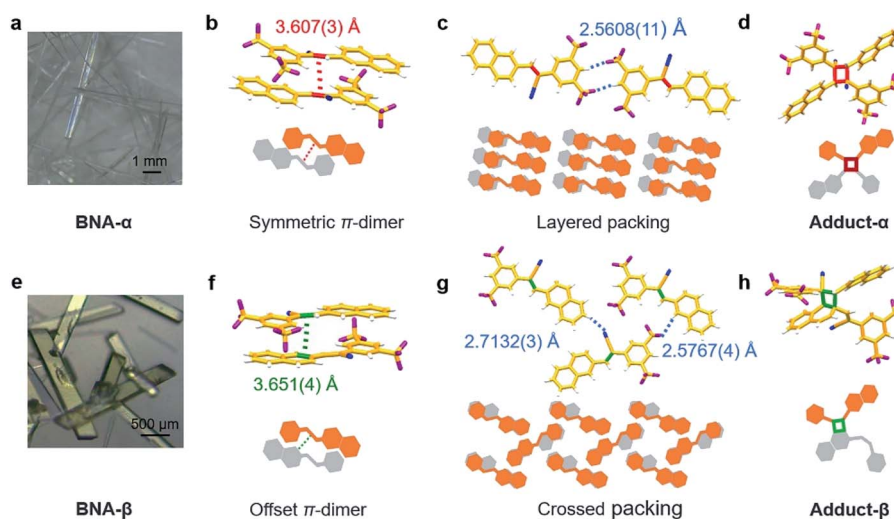 a
b
c
d
3.607(3) Å
2.5608(11) Å
1 mm
BNA-α
Symmetric π-dimer
Layered packing
Adduct-α
e
f
g
h
3.651(4) Å
2.7132(3) Å
2.5767(4) Å
500 µm
BNA-β
Offset π-dimer
Crossed packing
Adduct-β